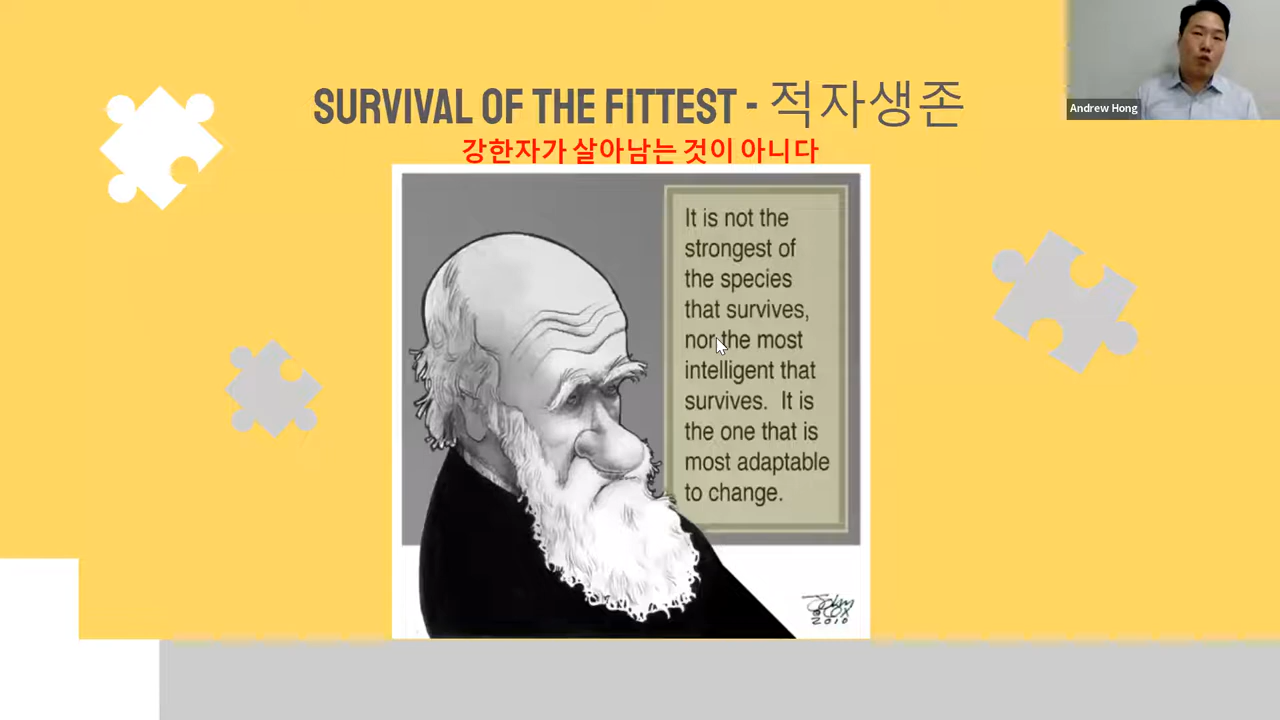 SURVIVAL OF THE FITTEST - 적자생존
강한자가 살아남는 것이 아니다
Andrew Hong
It is not the
strongest of
the species
that survives,
nor the most
intelligent that
survives. It is
the one that is
most adaptable
to change.
2010